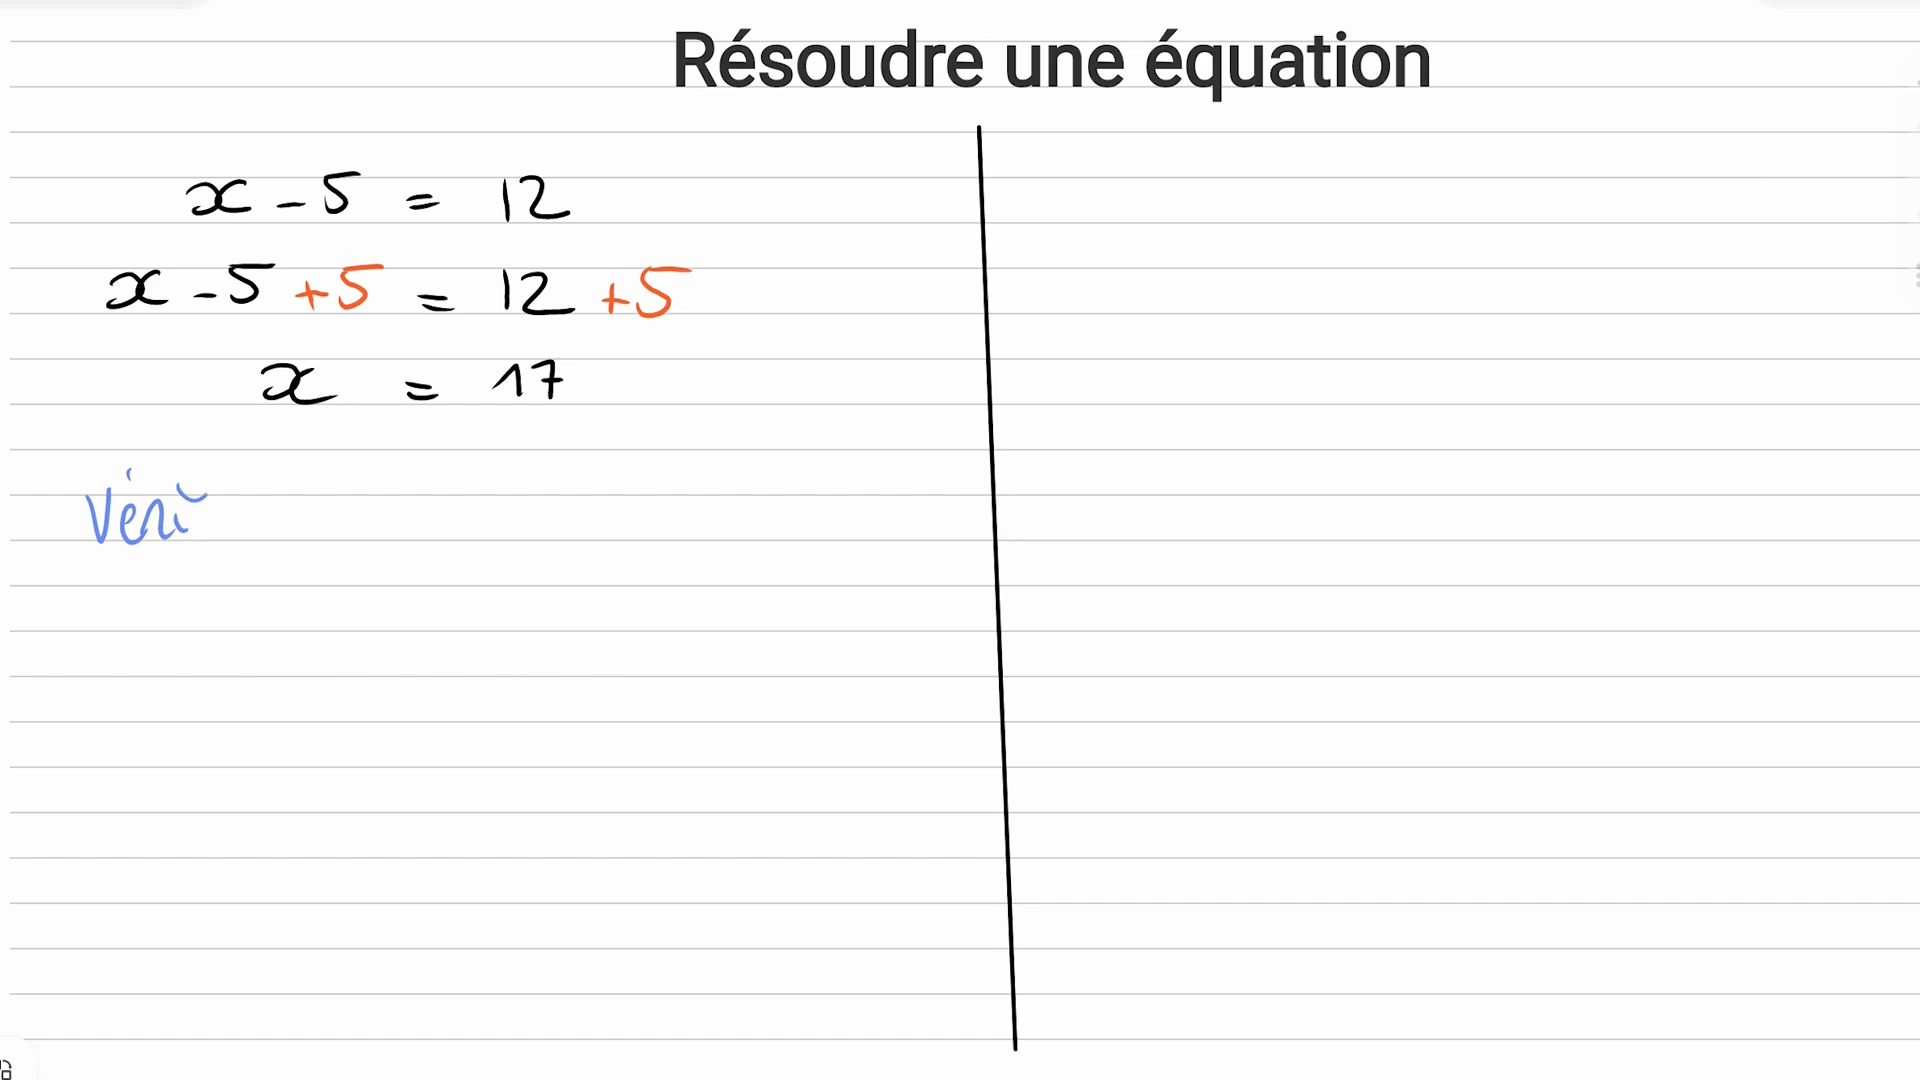 Résoudre une équation
x - 5 = 12
x - 5 + 5 = 12 + 5
x = 17
Véri